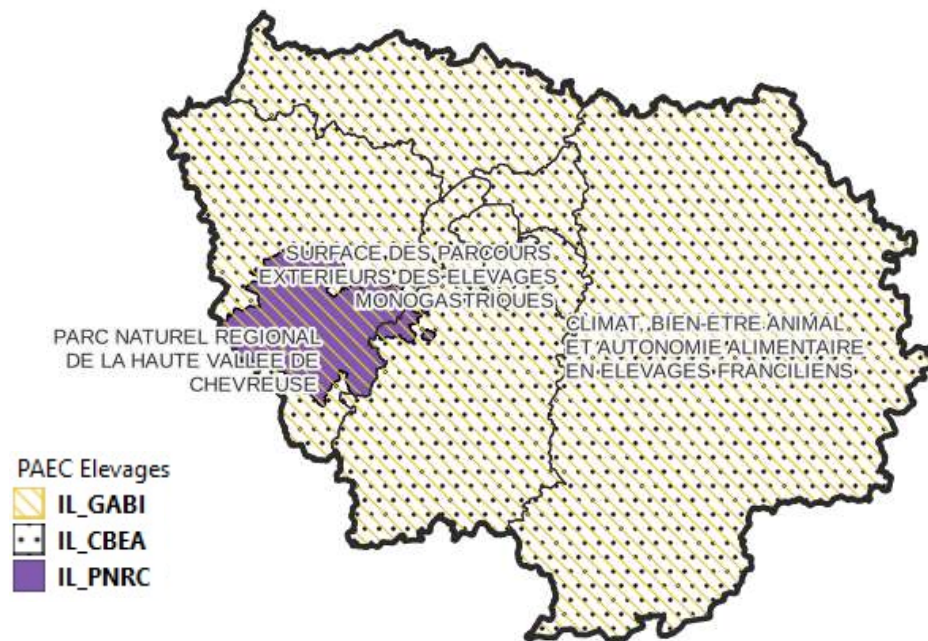 SURFACE DES PARCOURS
EXTERIEURS DES ELEVAGES
MONOGASTRIQUES
PARC NATUREL REGIONAL
DE LA HAUTE VALLEE DE
CHEVREUSE
CLIMAT, BIEN-ETRE ANIMAL
ET AUTONOMIE ALIMENTAIRE
EN ELEVAGES FRANCILIENS
PAEC Elevages
IL_GABI
IL_CBEA
IL_PNRC